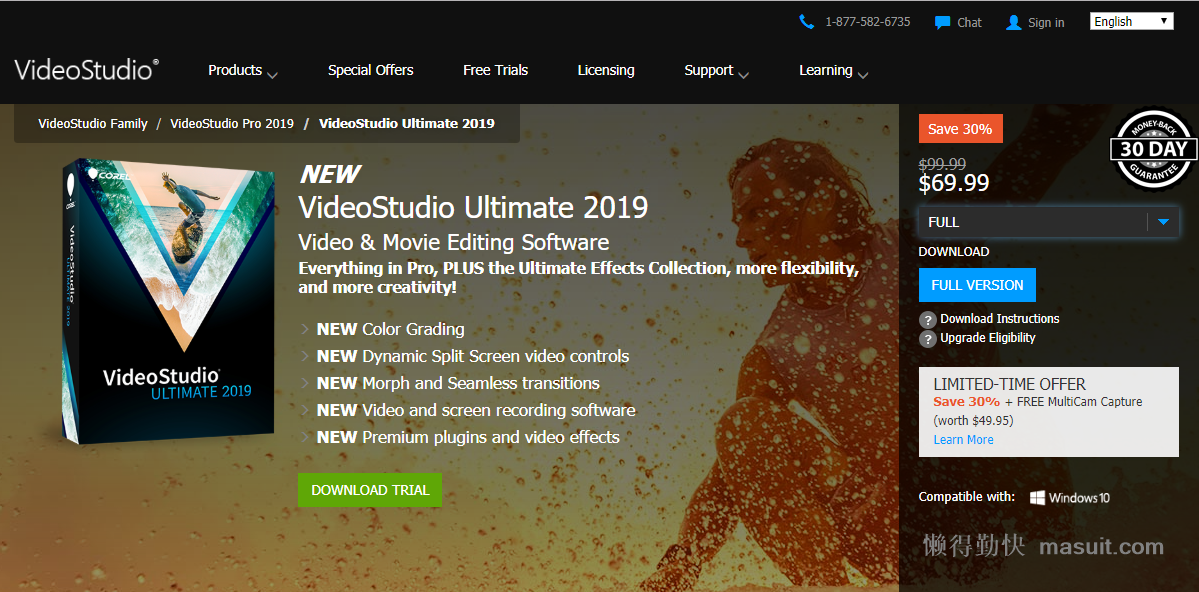 1-877-582-6735
Chat
Sign in
English
VideoStudio®
Products
Special Offers
Free Trials
Licensing
Support
Learning
VideoStudio Family / VideoStudio Pro 2019 / VideoStudio Ultimate 2019
COREL
VideoStudio
ULTIMATE 2019
VideoStudio
ULTIMATE 2019
NEW
VideoStudio Ultimate 2019
Video & Movie Editing Software
Everything in Pro, PLUS the Ultimate Effects Collection, more flexibility,
and more creativity!
NEW Color Grading
NEW Dynamic Split Screen video controls
NEW Morph and Seamless transitions
NEW Video and screen recording software
NEW Premium plugins and video effects
DOWNLOAD TRIAL
Save 30%
$99.99
$69.99
MONEY-BACK
30 DAY
GUARANTEE
FULL
DOWNLOAD
FULL VERSION
? Download Instructions
? Upgrade Eligibility
LIMITED-TIME OFFER
Save 30% + FREE MultiCam Capture
(worth $49.95)
Learn More
Compatible with: Windows 10
懒得勤快 masuit.com